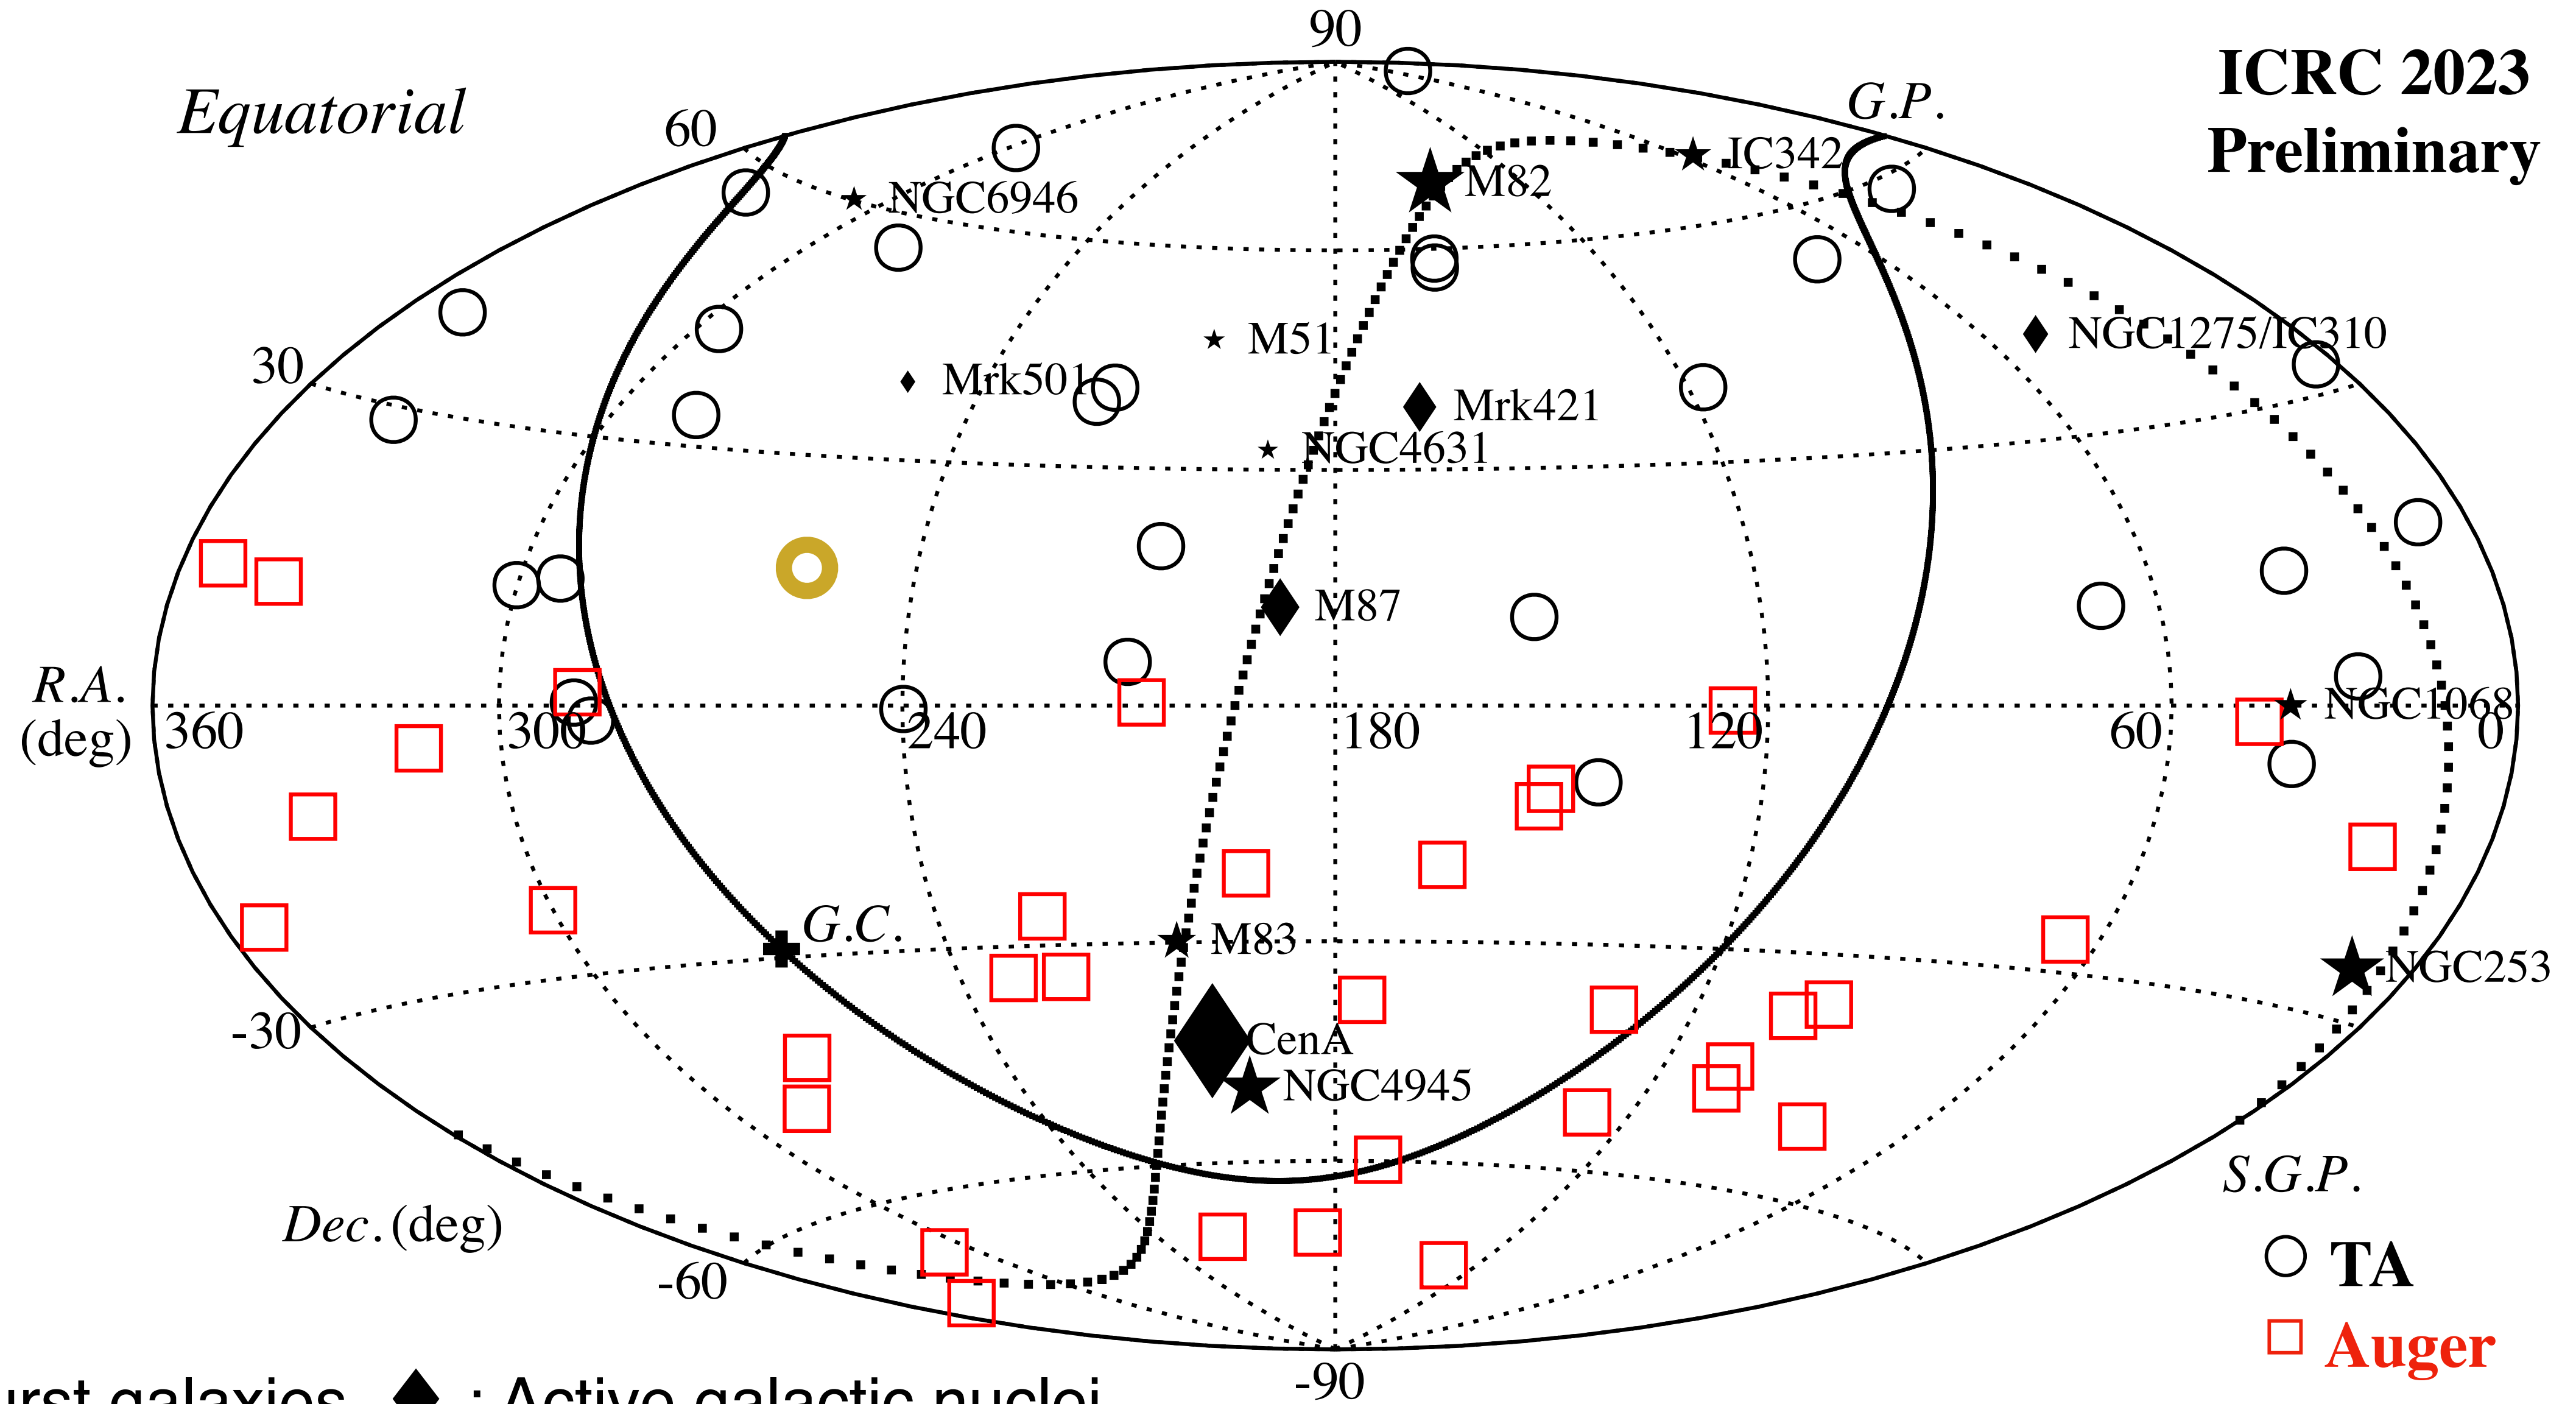 90
ICRC 2023
Preliminary
Equatorial
60
G.P.
IC342
M82
NGC6946
M51
NGC1275/IC310
30
Mrk501
Mrk421
NGC4631
M87
R.A.
(deg)
360
300
240
180
120
60
0
NGC1068
G.C.
M83
NGC253
-30
CenA
NGC4945
S.G.P.
Dec. (deg)
-60
TA
Auger
-90
galaxies : Active galactic nuclei